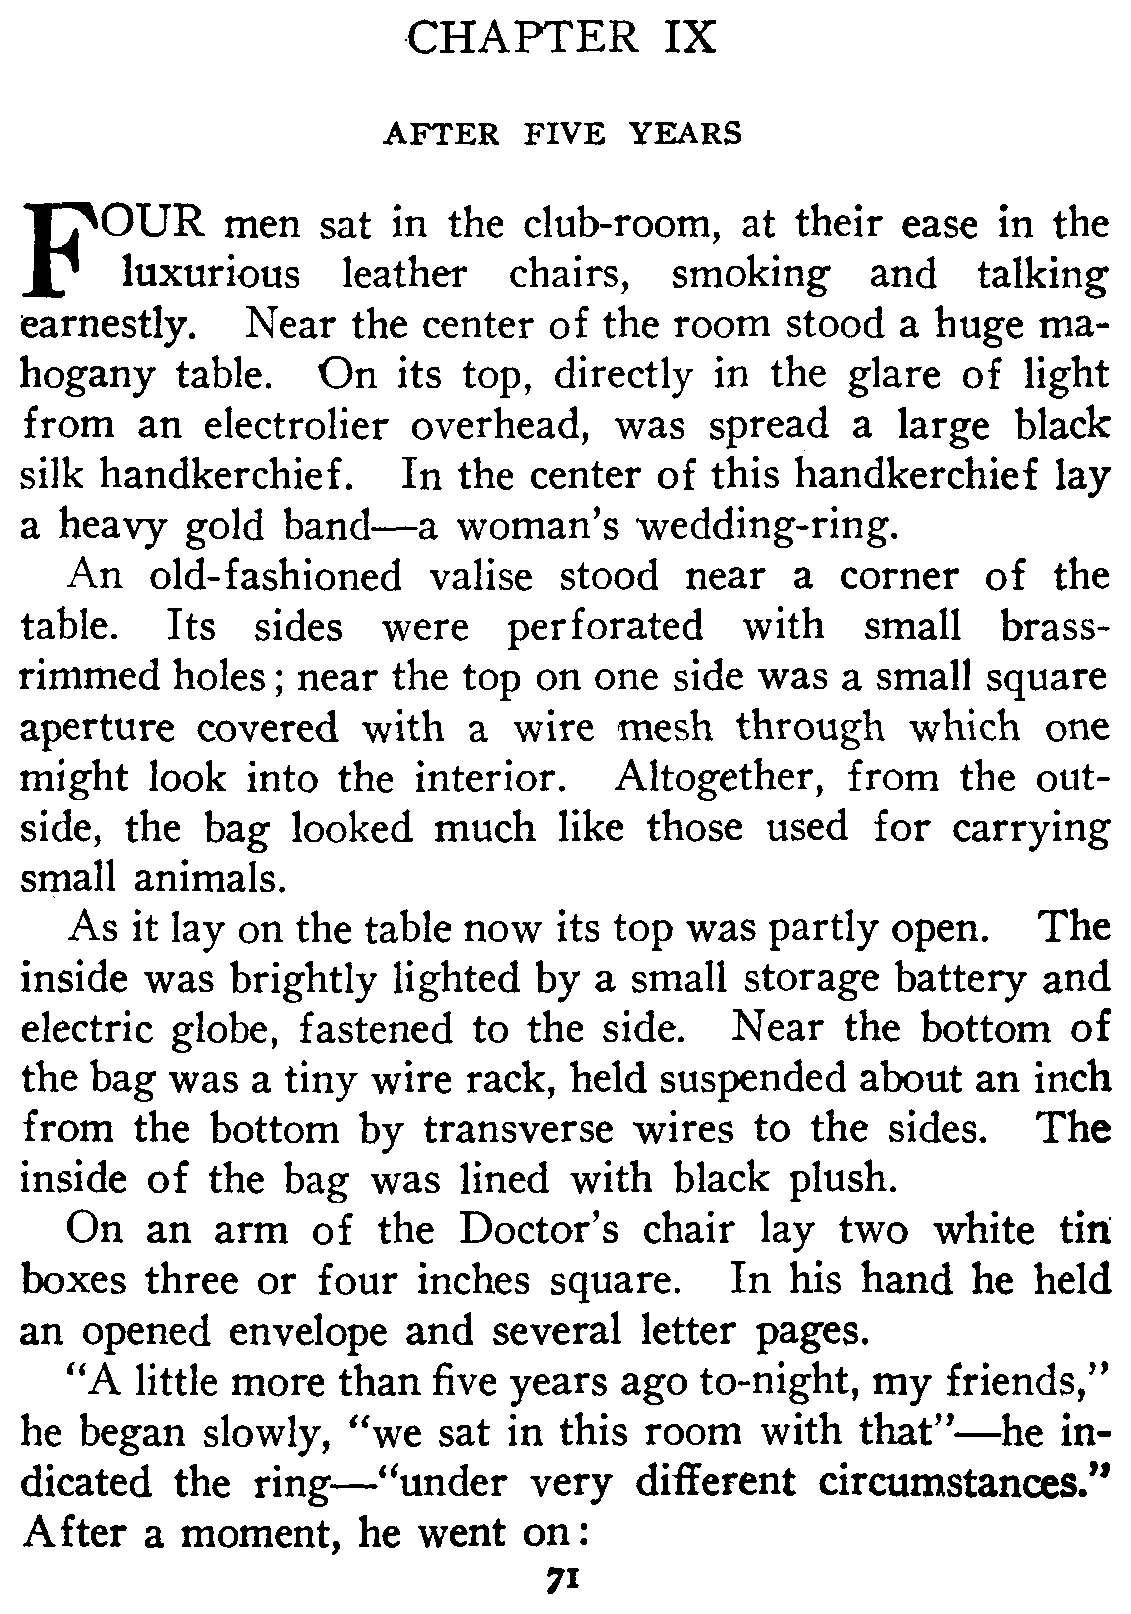 CHAPTER IX
AFTER FIVE YEARS
FOUR men sat in the club-room, at their ease in the
luxurious leather chairs, smoking and talking
earnestly. Near the center of the room stood a huge ma-
hogany table. On its top, directly in the glare of light
from an electrolier overhead, was spread a large black
silk handkerchief. In the center of this handkerchief lay
a heavy gold band—a woman's wedding-ring.
An old-fashioned valise stood near a corner of the
table. Its sides were perforated with small brass-
rimmed holes; near the top on one side was a small square
aperture covered with a wire mesh through which one
might look into the interior. Altogether, from the out-
side, the bag looked much like those used for carrying
small animals.
As it lay on the table now its top was partly open. The
inside was brightly lighted by a small storage battery and
electric globe, fastened to the side. Near the bottom of
the bag was a tiny wire rack, held suspended about an inch
from the bottom by transverse wires to the sides. The
inside of the bag was lined with black plush.
On an arm of the Doctor's chair lay two white tin
boxes three or four inches square. In his hand he held
an opened envelope and several letter pages.
"A little more than five years ago to-night, my friends,"
he began slowly, "we sat in this room with that"—he in-
dicated the ring—"under very different circumstances."
After a moment, he went on:
71